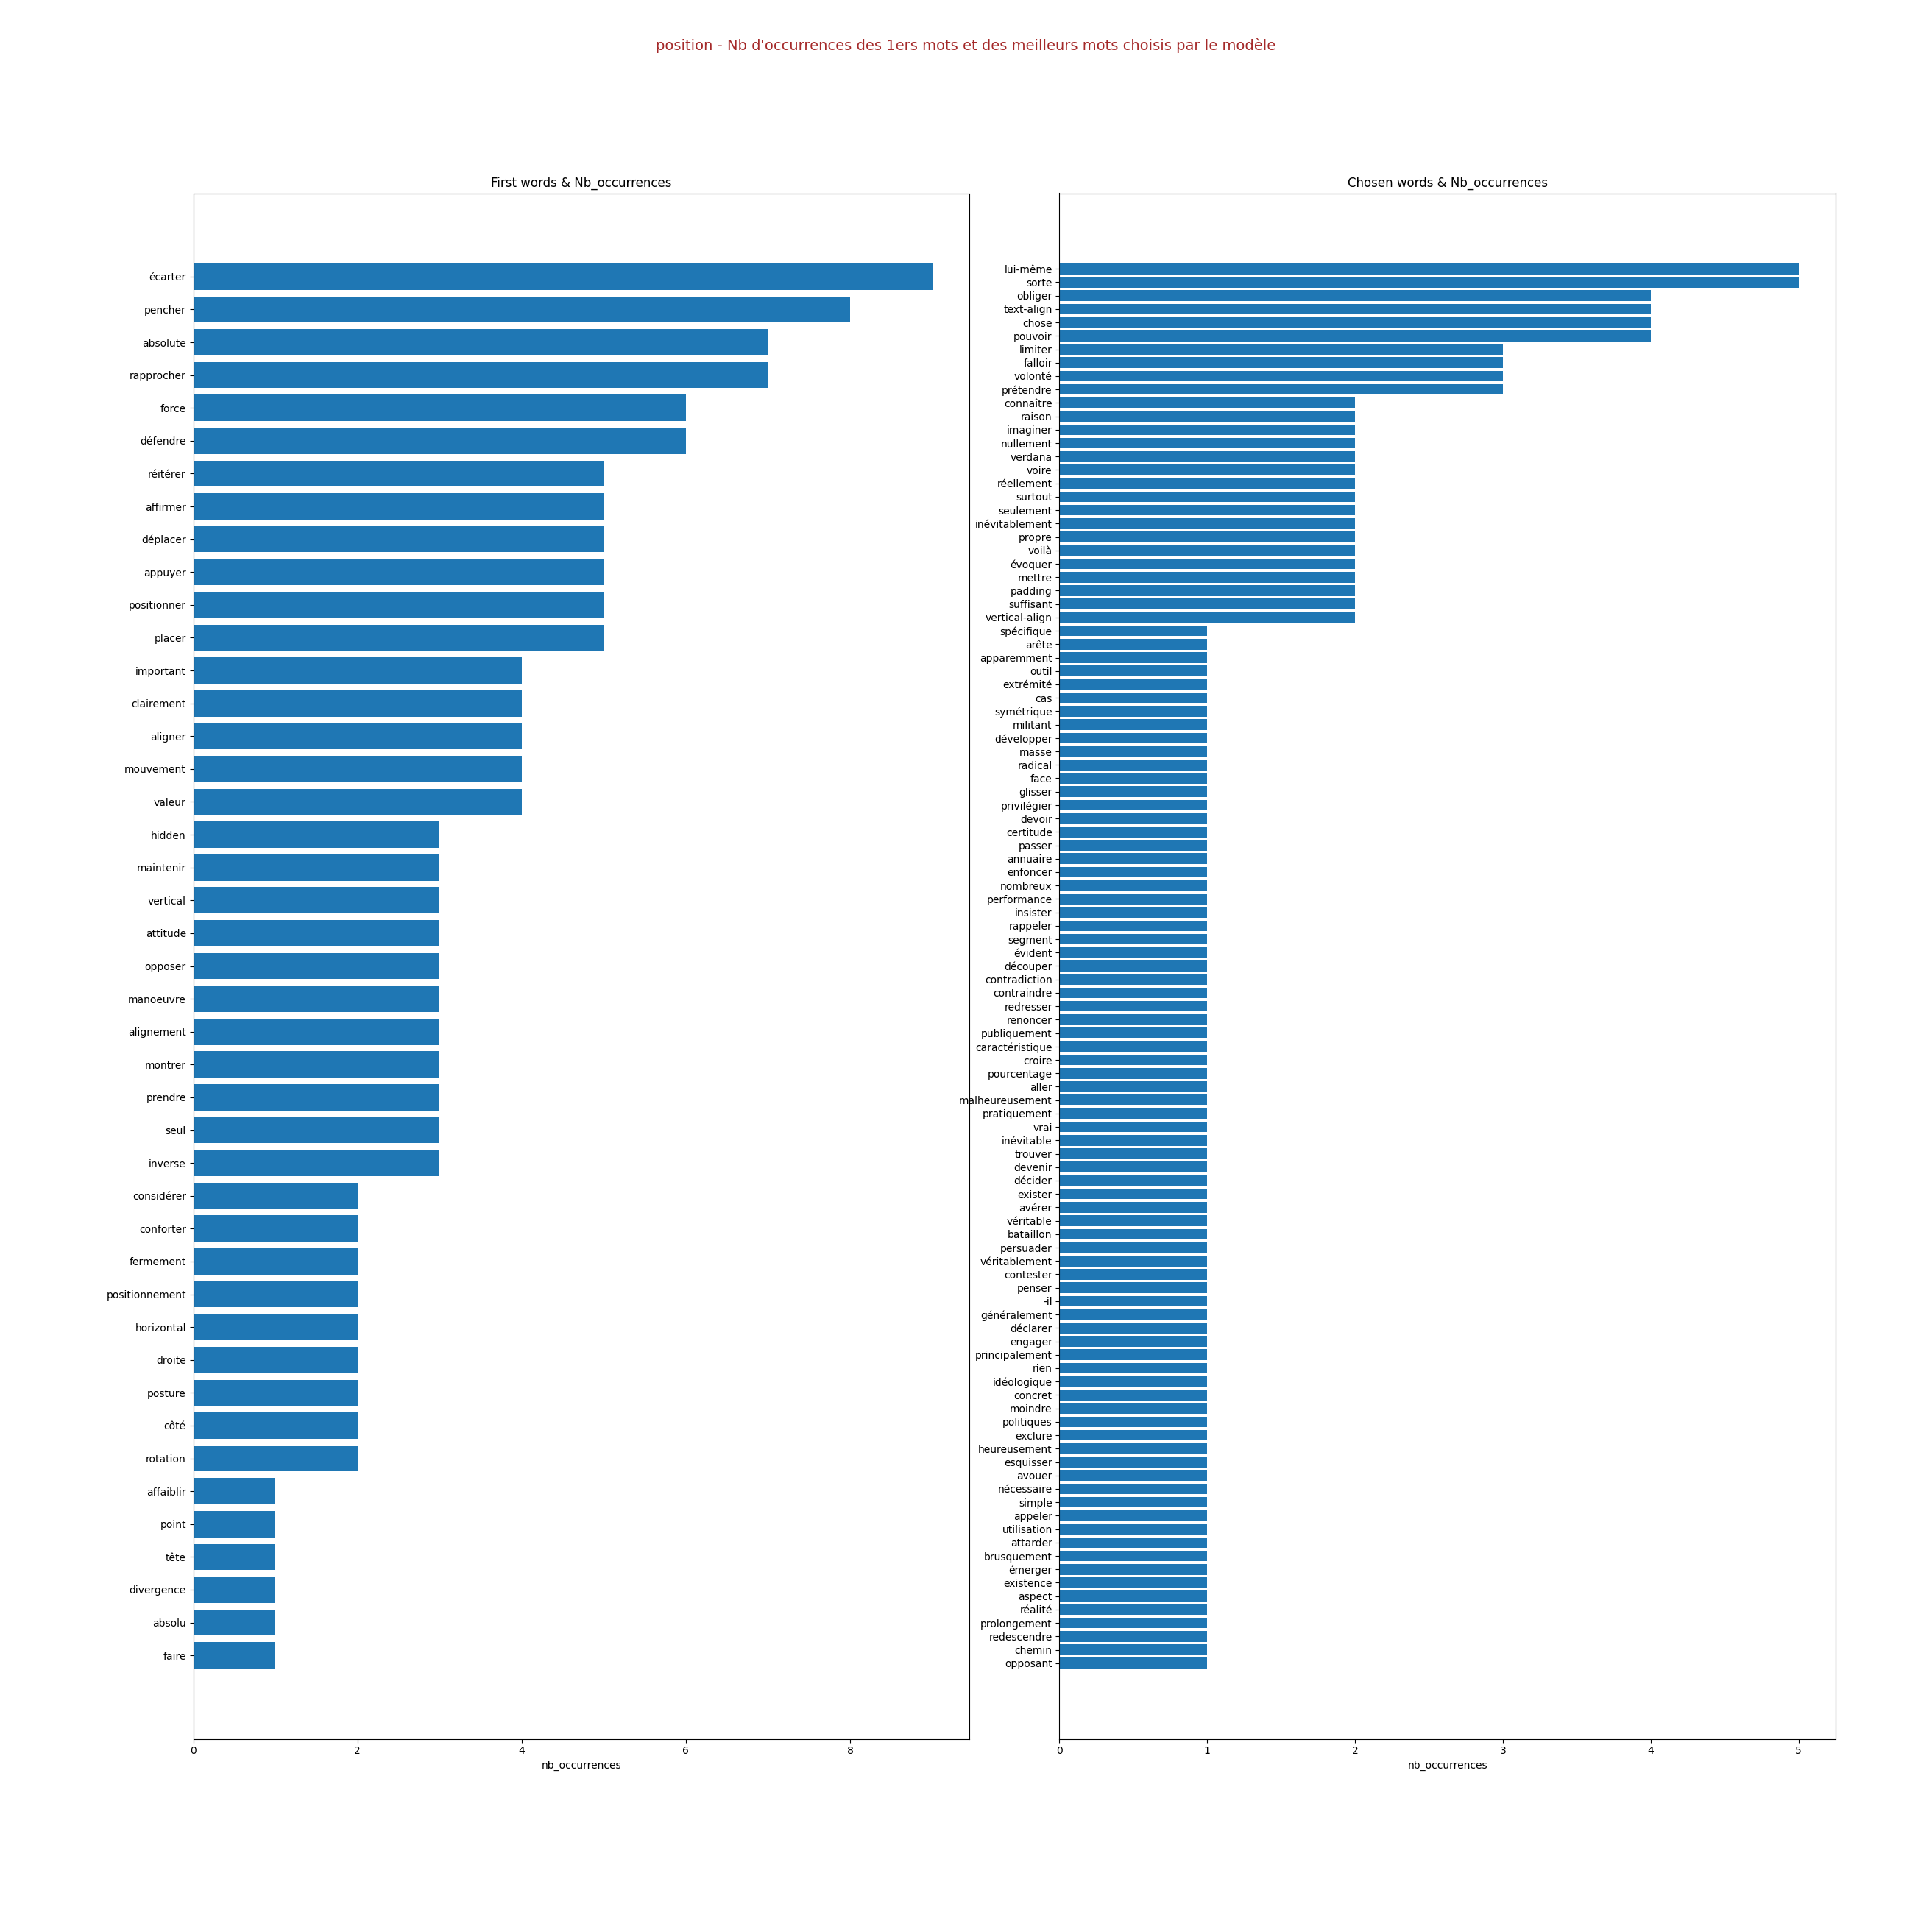 position - Nb d'occurrences des 1ers mots et des meilleurs mots choisis par le modèle
First words & Nb_occurrences
écarter
pencher
absolute
rapprocher
force
défendre
réitérer
affirmer
déplacer
appuyer
positionner
placer
important
clairement
aligner
mouvement
valeur
hidden
maintenir
vertical
attitude
opposer
manoeuvre
alignement
montrer
prendre
seul
inverse
considérer
conforter
fermement
positionnement
horizontal
droite
posture
côté
rotation
affaiblir
point
tête
divergence
absolu
faire
0 2 4 6 8
nb_occurrences
Chosen words & Nb_occurrences
lui-même
sorte
obliger
text-align
chose
pouvoir
limiter
falloir
volonté
prétendre
connaître
raison
imaginer
nullement
verdana
voire
réellement
surtout
seulement
inévitablement
propre
voilà
évoquer
mettre
padding
suffisant
vertical-align
spécifique
arête
apparemment
outil
extrémité
cas
symétrique
militant
développer
masse
radical
face
glisser
privilégier
devoir
certitude
passer
annuaire
enfoncer
nombreux
performance
insister
rappeler
segment
évident
découper
contradiction
contraindre
redresser
renoncer
publiquement
caractéristique
croire
pourcentage
aller
malheureusement
pratiquement
vrai
inévitable
trouver
devenir
décider
exister
avérer
véritable
bataillon
persuader
véritablement
contester
penser
-il
généralement
déclarer
engager
principalement
rien
idéologique
concret
moindre
politiques
exclure
heureusement
esquisser
avouer
nécessaire
simple
appeler
utilisation
attarder
brusquement
émerger
existence
aspect
réalité
prolongement
redescendre
chemin
opposant
0 1 2 3 4 5
nb_occurrences